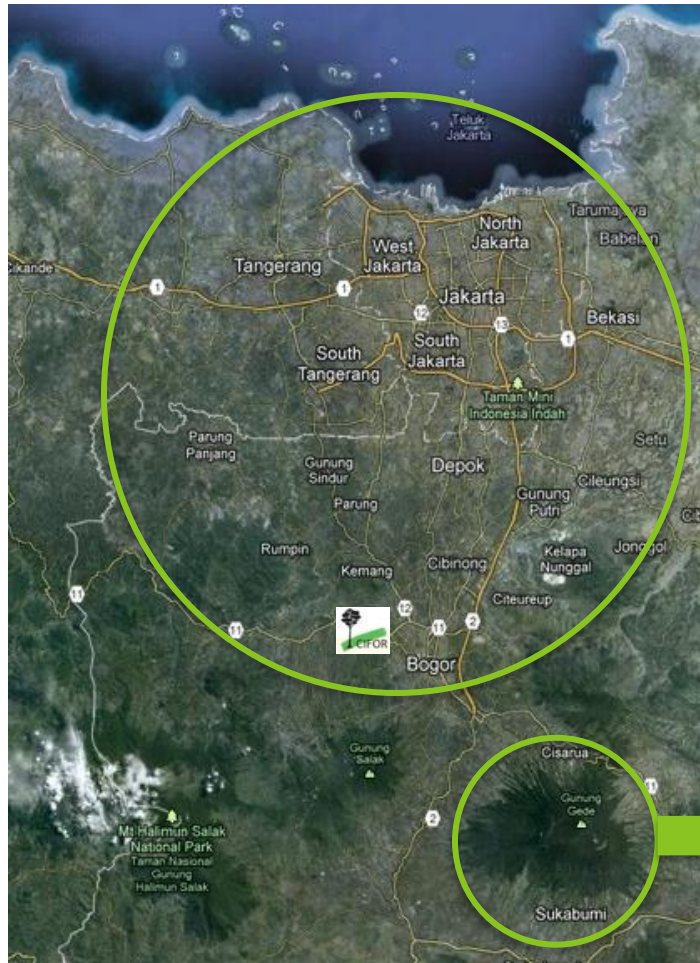 Teluk
Jakarta
Tarumajaya
Babelan
North
Jakarta
West
Jakarta
Tangerang
Cikande
1
1
Jakarta
12
13
Bekasi
1
South
Jakarta
South
Tangerang
Taman Mini
Indonesia Indah
Parung
Panjang
Setu
Gunung
Sindur
Depok
Cileungsi
Gunung
Putri
Parung
Rumpin
Kemang
Cibinong
Kelapa
Nunggal
Jonggol
Citeureup
11
12
11
11
2
CIFOR
Bogor
Cisarua
Gunung
Salak
11
Gunung
Gede
2
Mt Halimun Salak
National Park
Taman Nasional
Gunung
Halimun Salak
Sukabumi